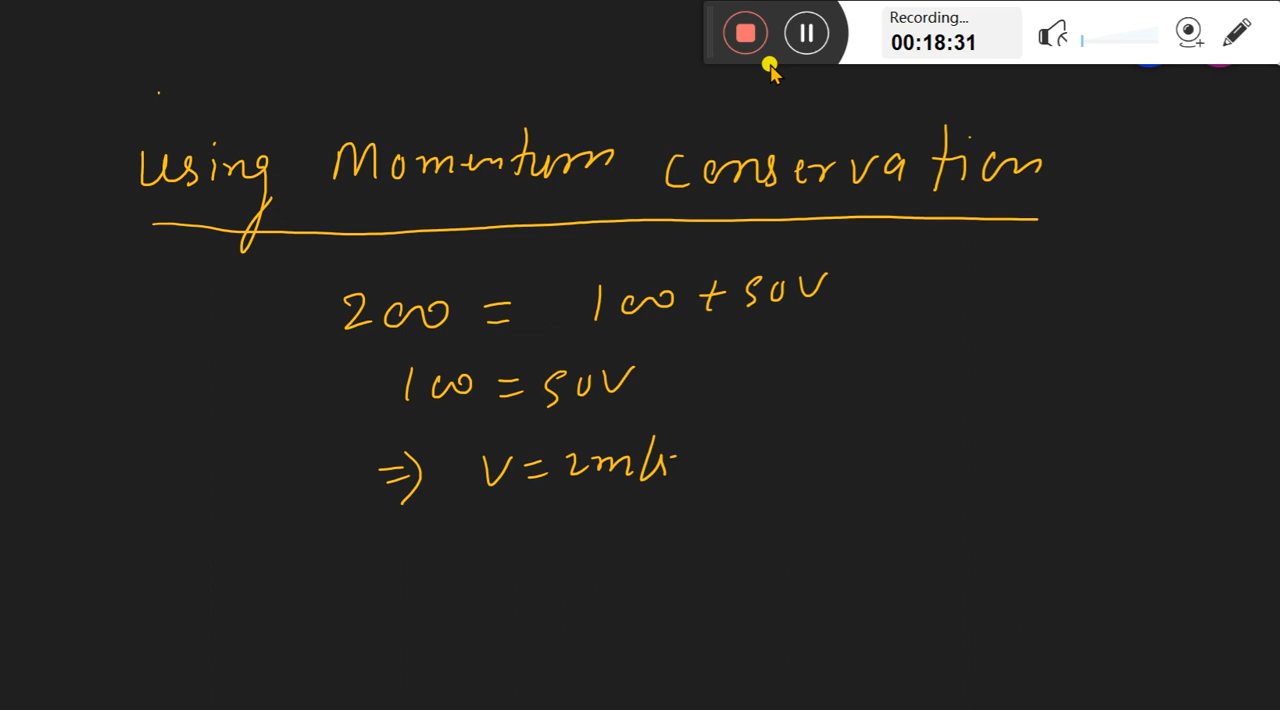 Recording...
00:18:31
Using Momentum Conservation
200 = 100 + 50V
100 = 50V
⇒ V = 2m/s